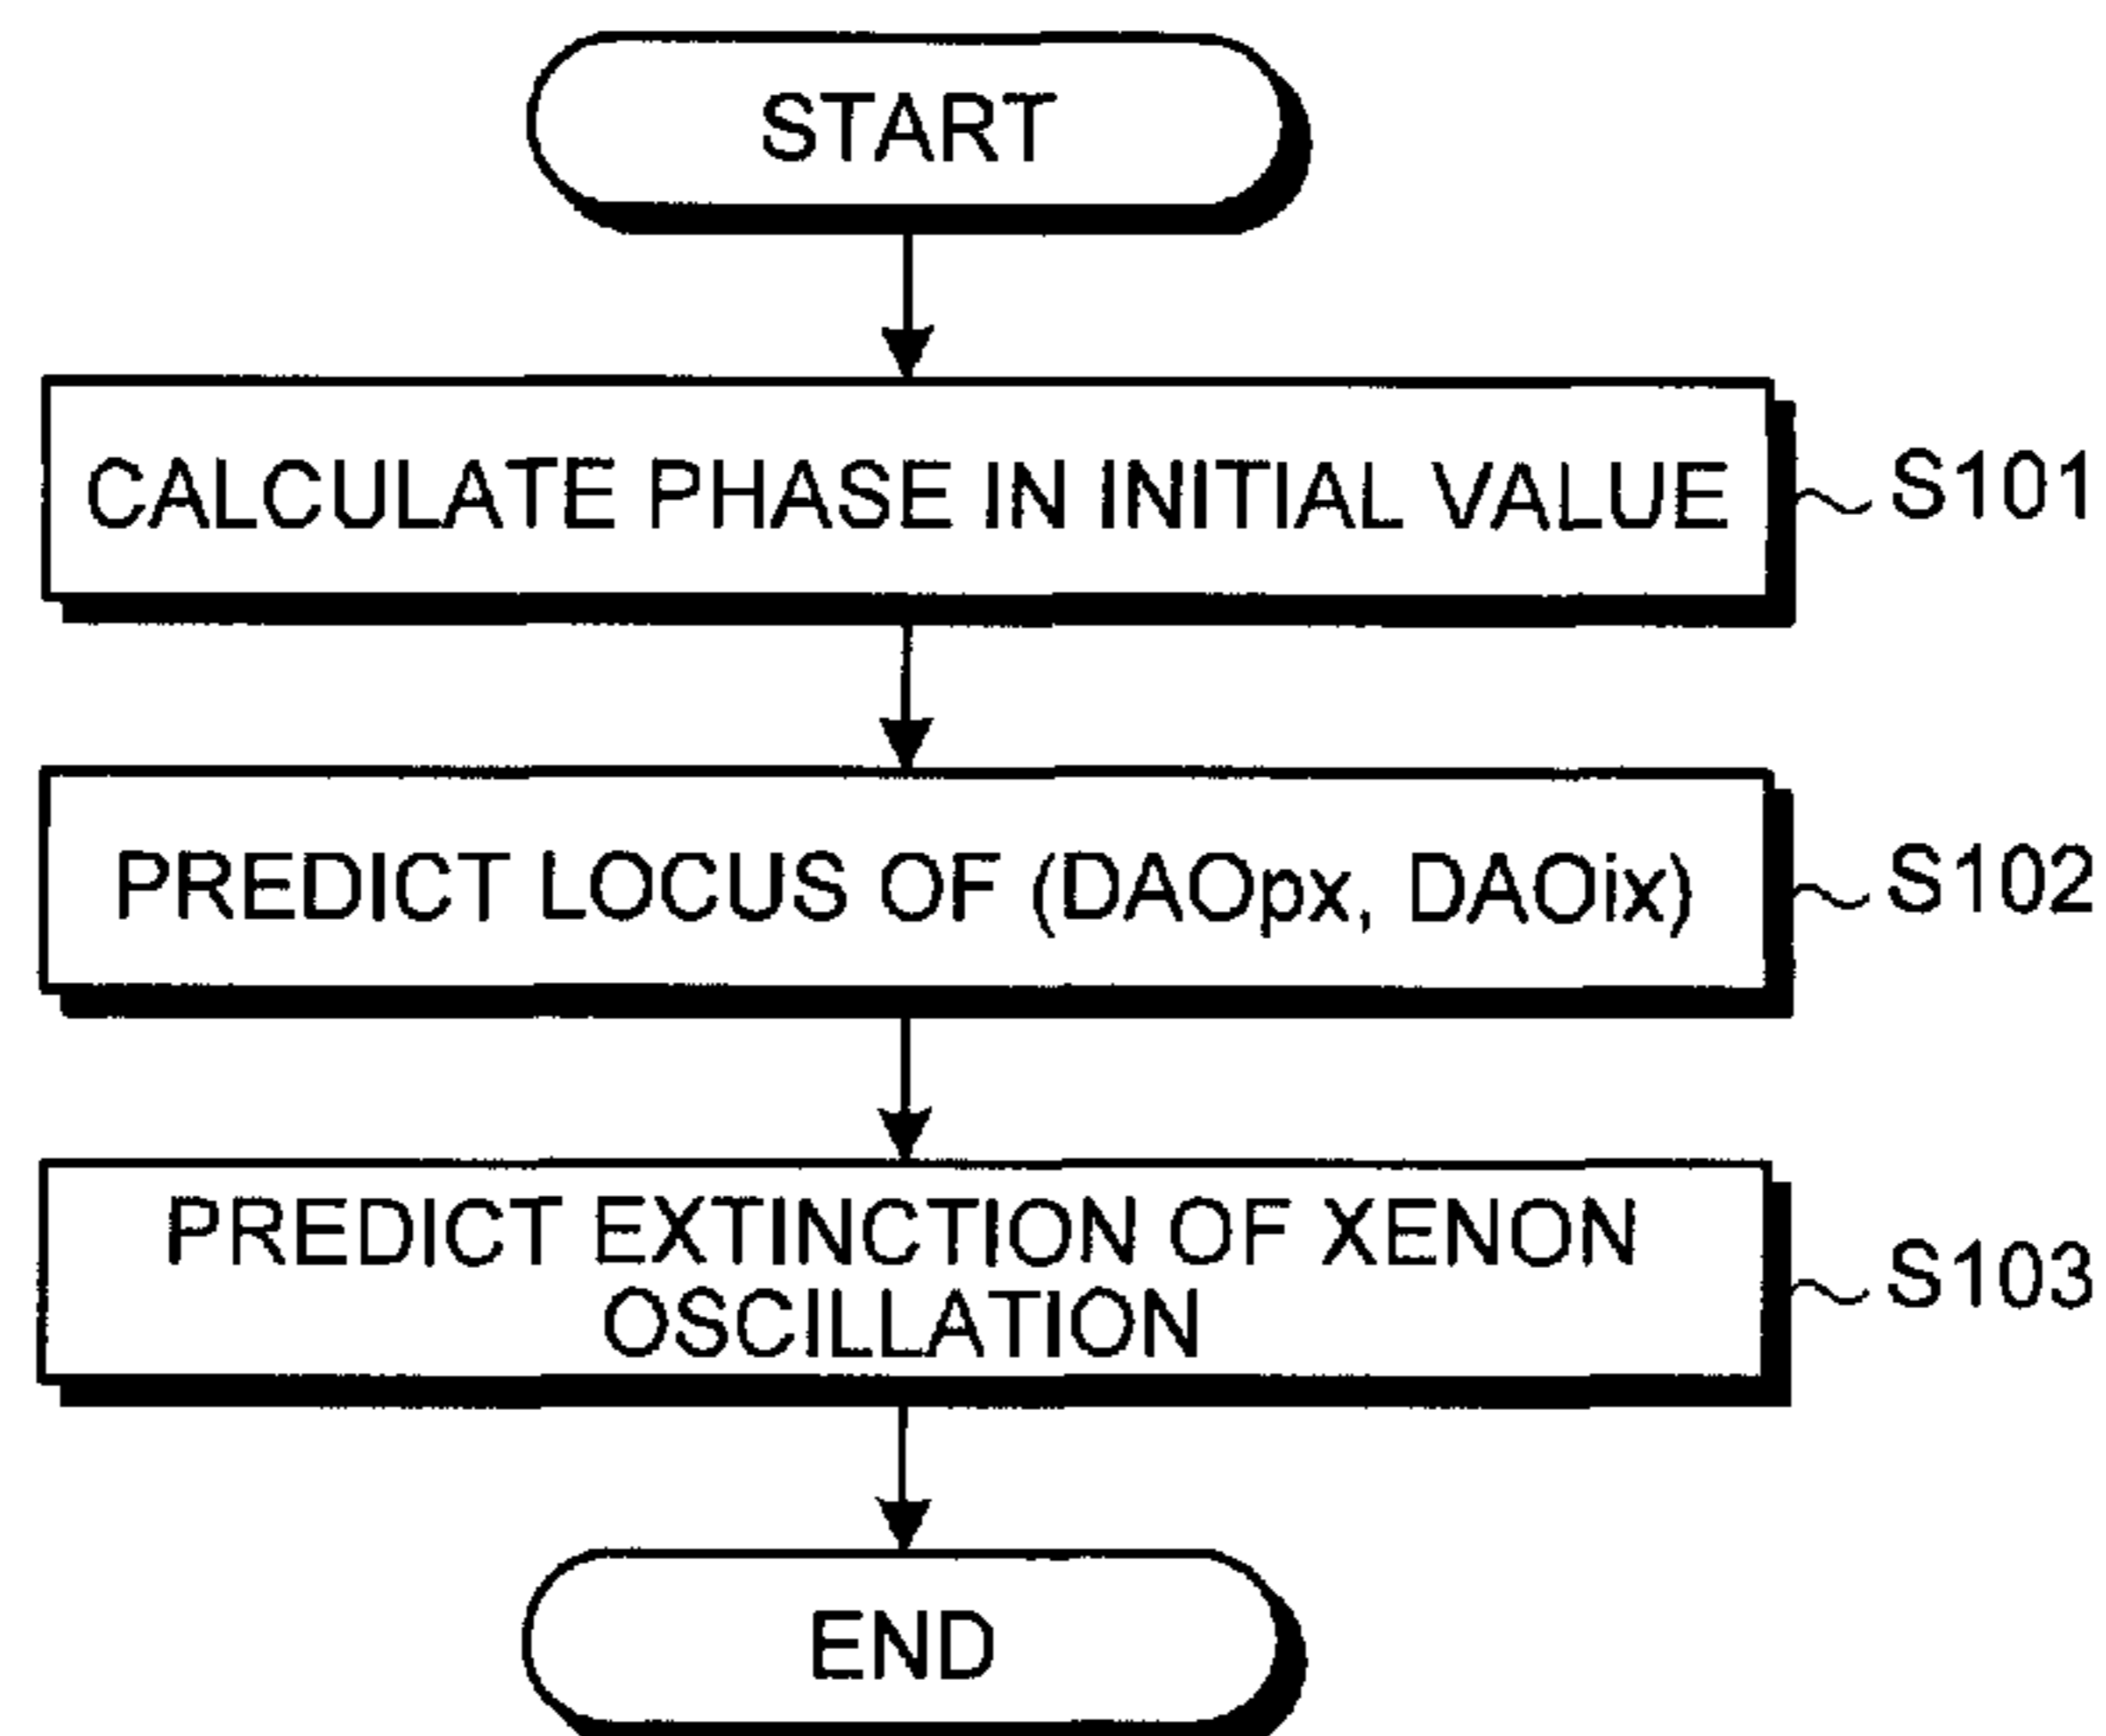 START
CALCULATE PHASE IN INITIAL VALUE
S101
PREDICT LOCUS OF (DAOpx, DAOix)
S102
PREDICT EXTINCTION OF XENON
OSCILLATION
S103
END